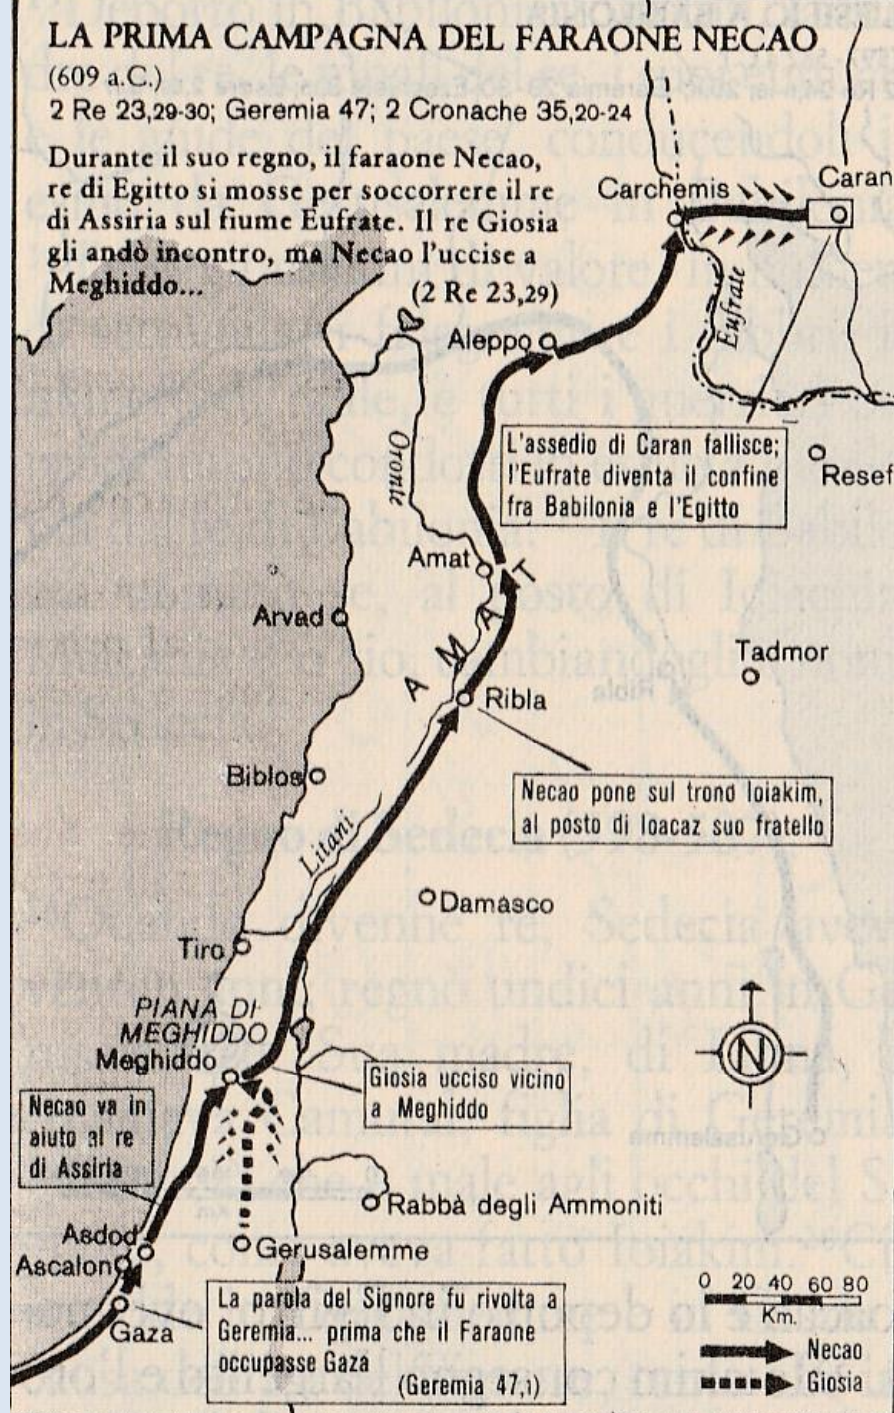 LA PRIMA CAMPAGNA DEL FARAONE NECAO
(609 a.C.)
2 Re 23,29-30; Geremia 47; 2 Cronache 35,20-24
Durante il suo regno, il faraone Necao,
re di Egitto si mosse per soccorrere il re
di Assiria sul fiume Eufrate. Il re Giosia
gli andò incontro, ma Necao l'uccise a
Meghiddo...
(2 Re 23,29)
Carchemis
Caran
Eufrate
Aleppo
Oronte
L'assedio di Caran fallisce;
l'Eufrate diventa il confine
fra Babilonia e l'Egitto
Resef
Amat
AMAT
Arvad
Tadmor
Ribla
Biblos
Necao pone sul trono Ioiakim,
al posto di Ioacaz suo fratello
Litani
Damasco
Tiro
PIANA DI
MEGHIDDO
Meghiddo
N
Giosia ucciso vicino
a Meghiddo
Necao va in
aiuto al re
di Assiria
Rabbà degli Ammoniti
Asdod
Gerusalemme
Ascalon
Gaza
La parola del Signore fu rivolta a
Geremia... prima che il Faraone
occupasse Gaza
(Geremia 47,1)
0 20 40 60 80
Km.
Necao
Giosia